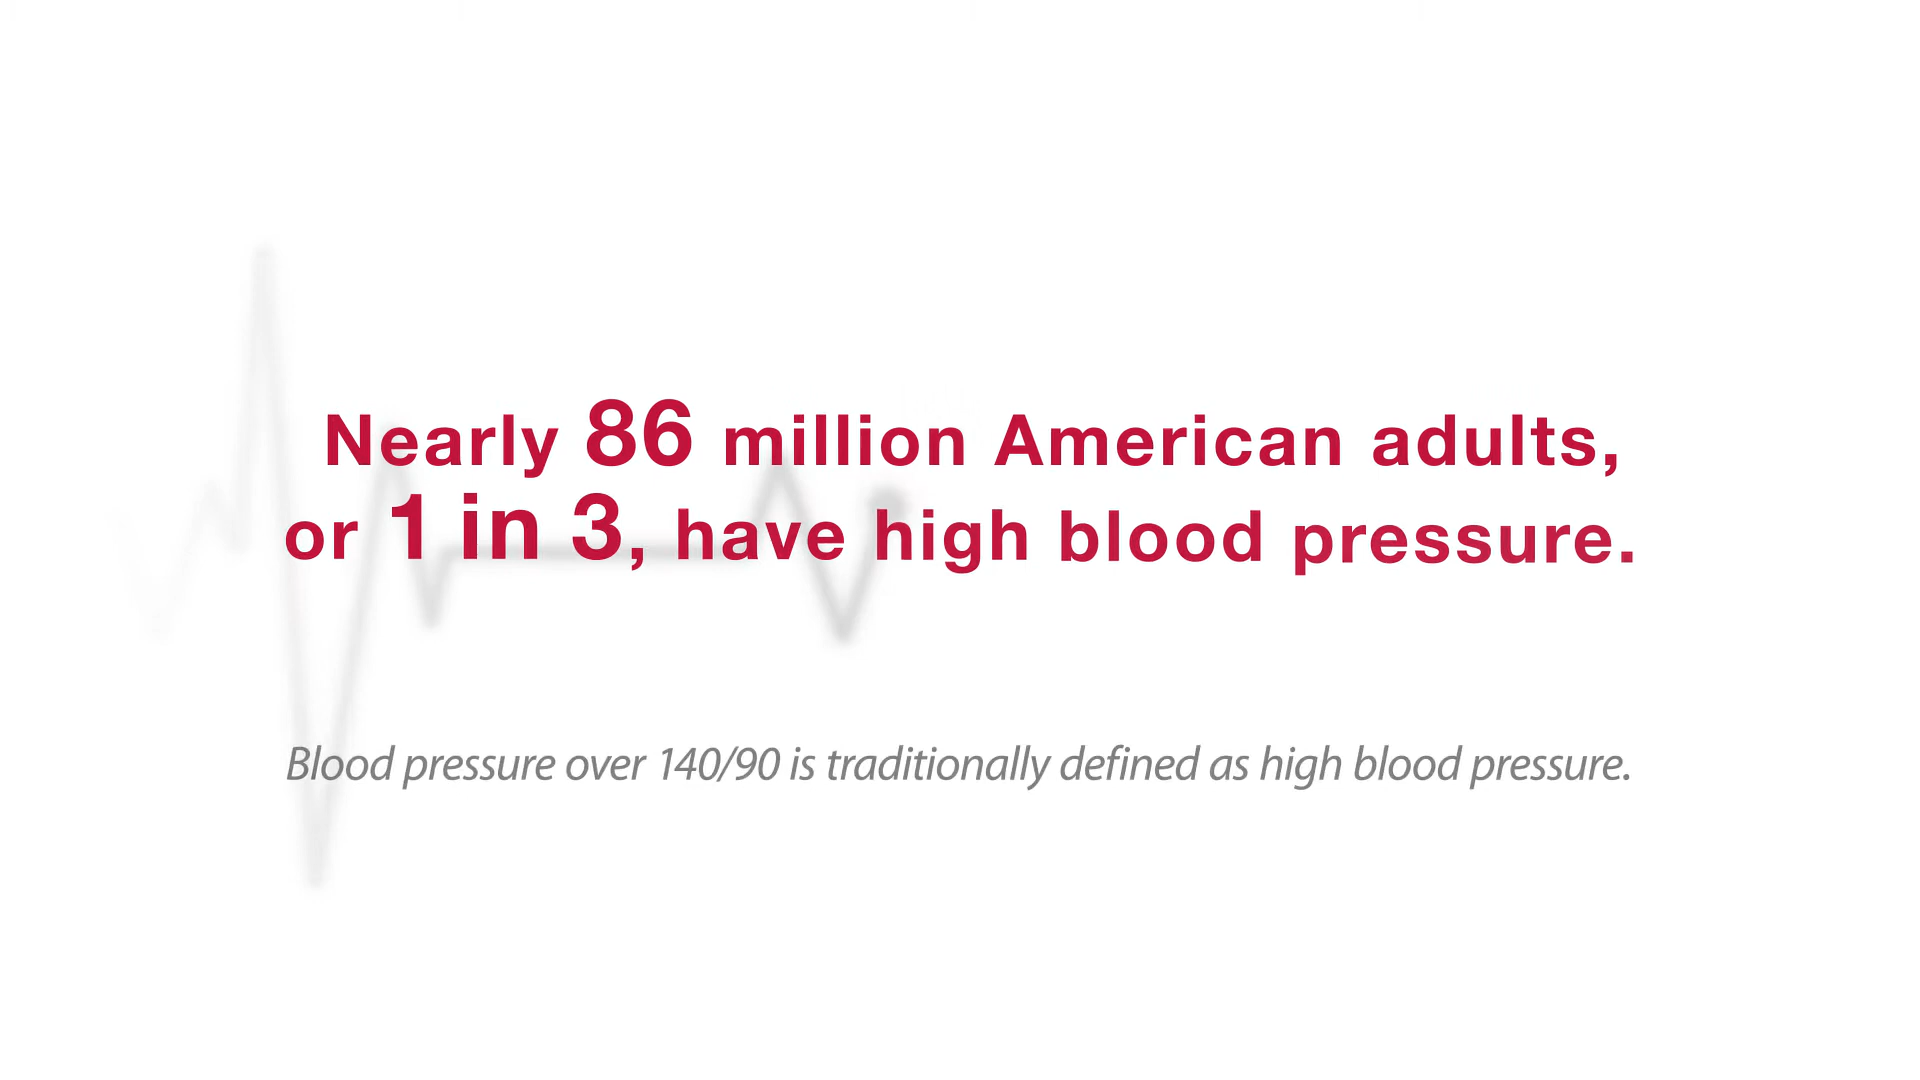 Nearly 86 million American adults,
or 1 in 3, have high blood pressure.
Blood pressure over 140/90 is traditionally defined as high blood pressure.